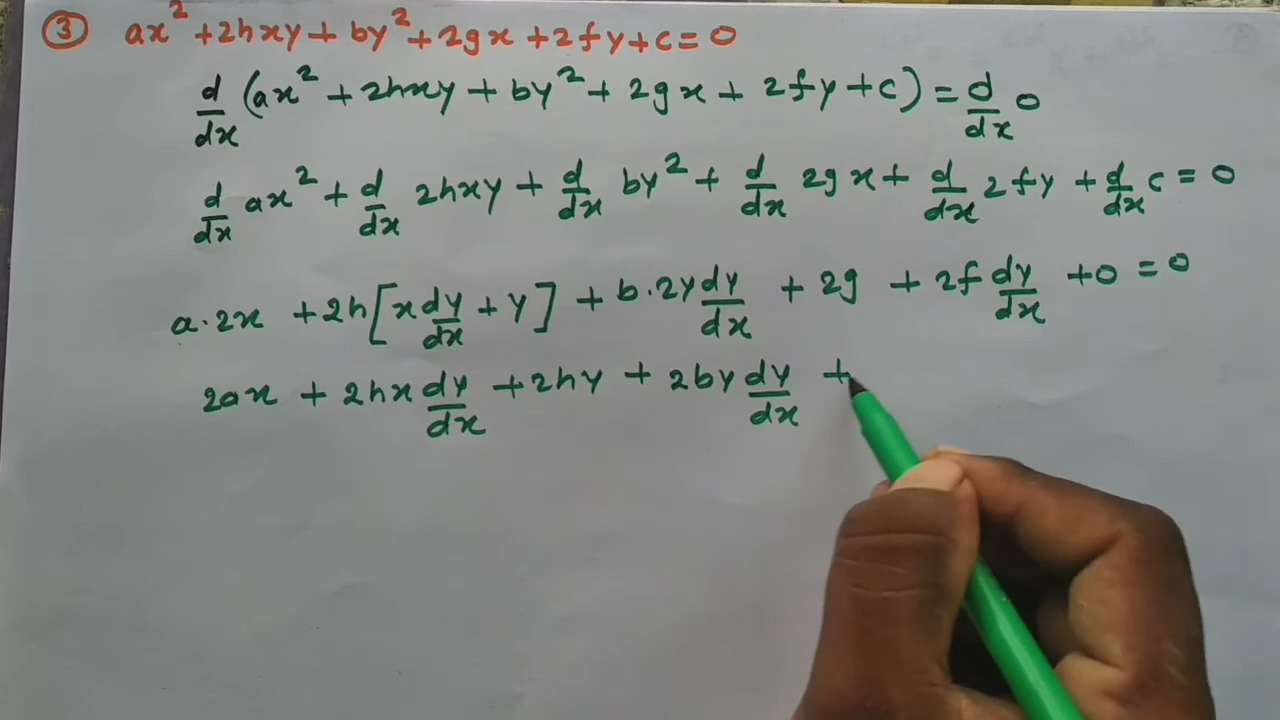 ③ ax² + 2hxy + by² + 2gx + 2fy + c = 0
d/dx (ax² + 2hxy + by² + 2gx + 2fy + c) = d/dx 0
d/dx ax² + d/dx 2hxy + d/dx by² + d/dx 2gx + d/dx 2fy + d/dx c = 0
a·2x + 2h[x dy/dx + y] + b·2y dy/dx + 2g + 2f dy/dx + 0 = 0
2ax + 2hx dy/dx + 2hy + 2by dy/dx +